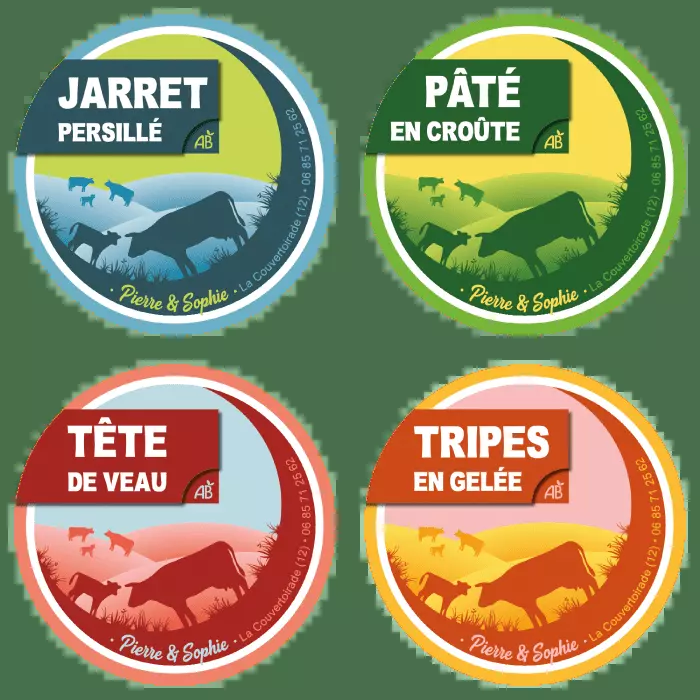 JARRET
PERSILLÉ
AB
· Pierre & Sophie · La Couvertoirade (12) • 06 85 71 25 62
PÂTÉ
EN CROÛTE
AB
· Pierre & Sophie · La Couvertoirade (12) • 06 85 71 25 62
TÊTE
DE VEAU
AB
· Pierre & Sophie · La Couvertoirade (12) • 06 85 71 25 62
TRIPES
EN GELÉE
AB
· Pierre & Sophie · La Couvertoirade (12) • 06 85 71 25 62